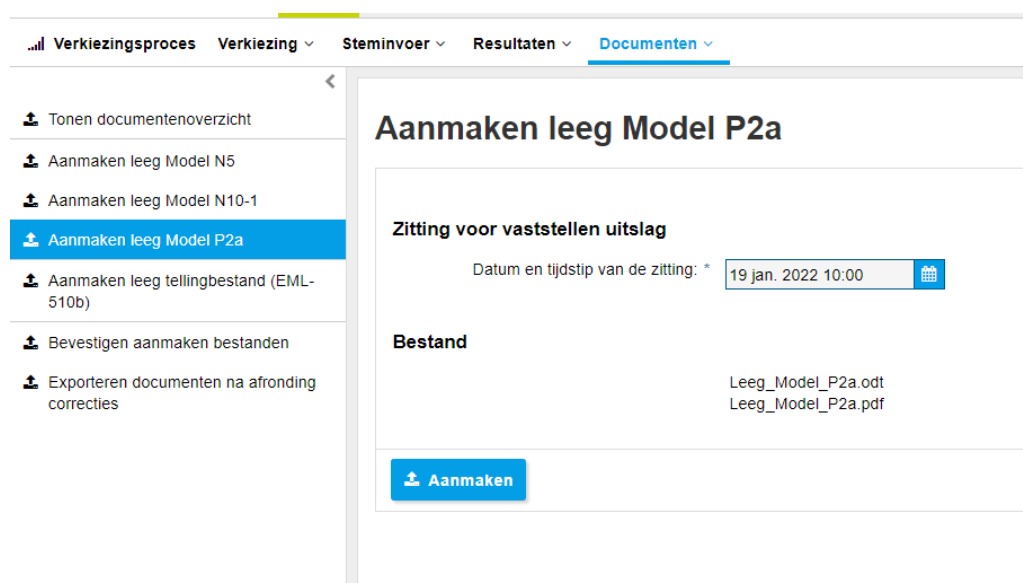 Verkiezingsproces Verkiezing Steminvoer Resultaten Documenten
Tonen documentenoverzicht
Aanmaken leeg Model N5
Aanmaken leeg Model N10-1
Aanmaken leeg Model P2a
Aanmaken leeg tellingbestand (EML-
510b)
Bevestigen aanmaken bestanden
Exporteren documenten na afronding
correcties
Aanmaken leeg Model P2a
Zitting voor vaststellen uitslag
Datum en tijdstip van de zitting: * 19 jan. 2022 10:00
Bestand
Leeg_Model_P2a.odt
Leeg_Model_P2a.pdf
Aanmaken